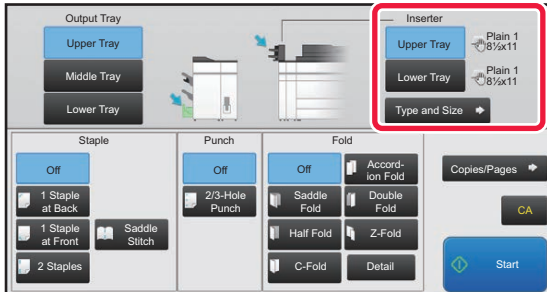 Output Tray
Upper Tray
Middle Tray
Lower Tray
Inserter
Upper Tray
Plain 1
8½x11
Lower Tray
Plain 1
8½x11
Type and Size
Staple
Off
1 Staple
at Back
1 Staple
at Front
Saddle
Stitch
2 Staples
Punch
Off
2/3-Hole
Punch
Fold
Off
Accord-
ion Fold
Saddle
Fold
Double
Fold
Half Fold
Z-Fold
C-Fold
Detail
Copies/Pages
CA
Start